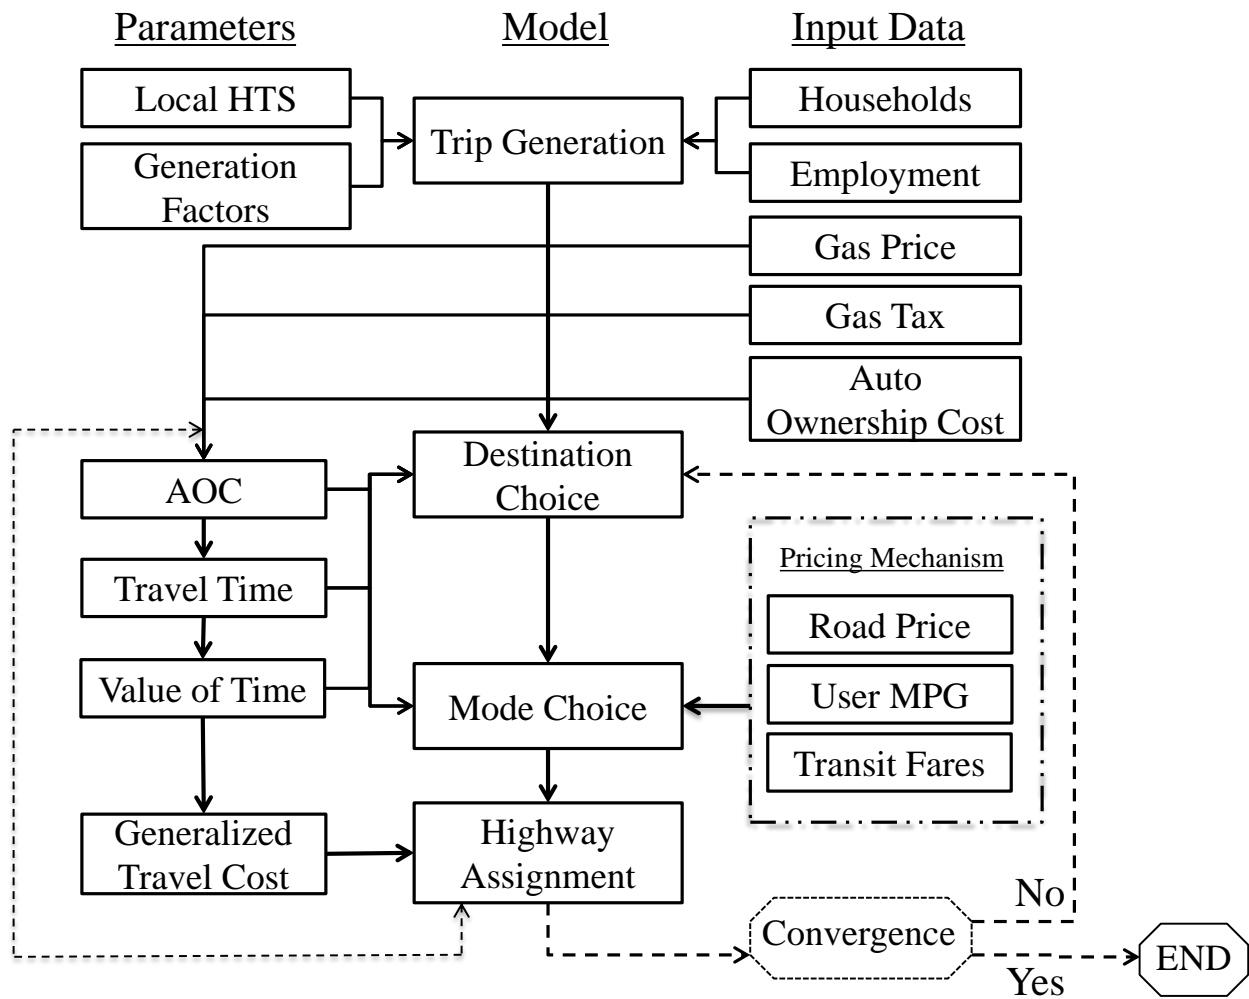 Parameters
Model
Input Data
Local HTS
Households
Trip Generation
Generation
Factors
Employment
Gas Price
Gas Tax
Auto
Ownership Cost
Destination
Choice
AOC
Pricing Mechanism
Travel Time
Road Price
Value of Time
User MPG
Mode Choice
Transit Fares
Generalized
Travel Cost
Highway
Assignment
No
Convergence
Yes
END